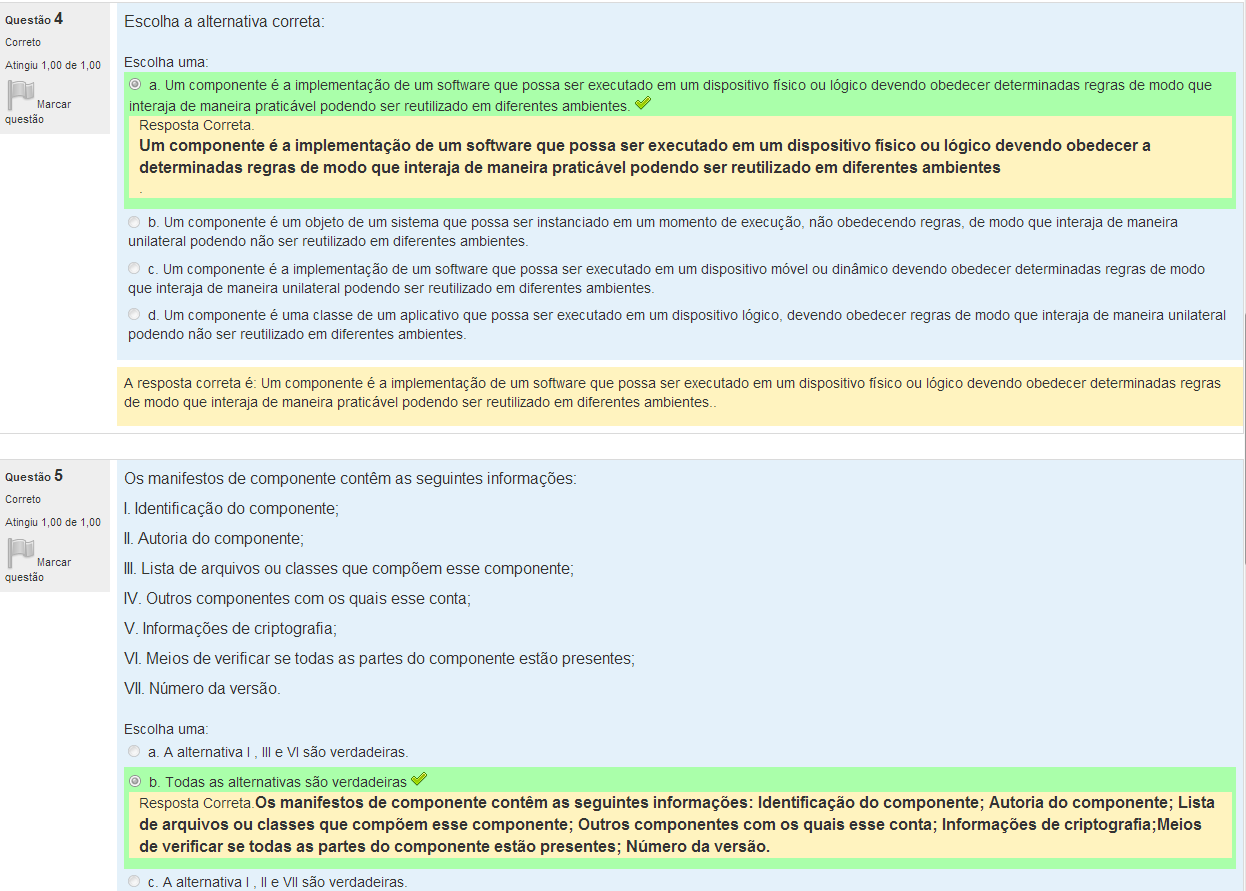 Questão 4
Correto
Atingiu 1,00 de 1,00
Marcar
questão
Escolha a alternativa correta:
Escolha uma:
a. Um componente é a implementação de um software que possa ser executado em um dispositivo físico ou lógico devendo obedecer determinadas regras de modo que
interaja de maneira praticável podendo ser reutilizado em diferentes ambientes.
Resposta Correta.
Um componente é a implementação de um software que possa ser executado em um dispositivo físico ou lógico devendo obedecer a
determinadas regras de modo que interaja de maneira praticável podendo ser reutilizado em diferentes ambientes
.
b. Um componente é um objeto de um sistema que possa ser instanciado em um momento de execução, não obedecendo regras, de modo que interaja de maneira
unilateral podendo não ser reutilizado em diferentes ambientes.
c. Um componente é a implementação de um software que possa ser executado em um dispositivo móvel ou dinâmico devendo obedecer determinadas regras de modo
que interaja de maneira unilateral podendo ser reutilizado em diferentes ambientes.
d. Um componente é uma classe de um aplicativo que possa ser executado em um dispositivo lógico, devendo obedecer regras de modo que interaja de maneira unilateral
podendo não ser reutilizado em diferentes ambientes.
A resposta correta é: Um componente é a implementação de um software que possa ser executado em um dispositivo físico ou lógico devendo obedecer determinadas regras
de modo que interaja de maneira praticável podendo ser reutilizado em diferentes ambientes..
Questão 5
Correto
Atingiu 1,00 de 1,00
Marcar
questão
Os manifestos de componente contêm as seguintes informações:
I. Identificação do componente;
II. Autoria do componente;
III. Lista de arquivos ou classes que compõem esse componente;
IV. Outros componentes com os quais esse conta;
V. Informações de criptografia;
VI. Meios de verificar se todas as partes do componente estão presentes;
VII. Número da versão.
Escolha uma:
a. A alternativa I , III e VI são verdadeiras.
b. Todas as alternativas são verdadeiras
Resposta Correta.Os manifestos de componente contêm as seguintes informações: Identificação do componente; Autoria do componente; Lista
de arquivos ou classes que compõem esse componente; Outros componentes com os quais esse conta; Informações de criptografia;Meios
de verificar se todas as partes do componente estão presentes; Número da versão.
c. A alternativa I , II e VII são verdadeiras.